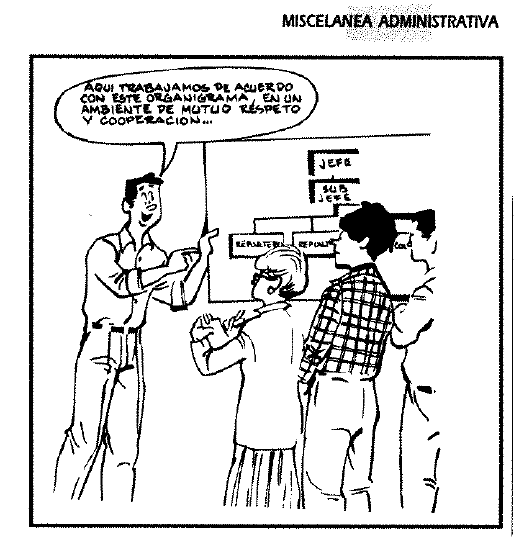 MISCELANEA ADMINISTRATIVA
AQUI TRABAJAMOS DE ACUERDO
CON ESTE ORGANIGRAMA, EN UN
AMBIENTE DE MUTUO RESPETO
Y COOPERACION...
JEFE
SUB
JEFE